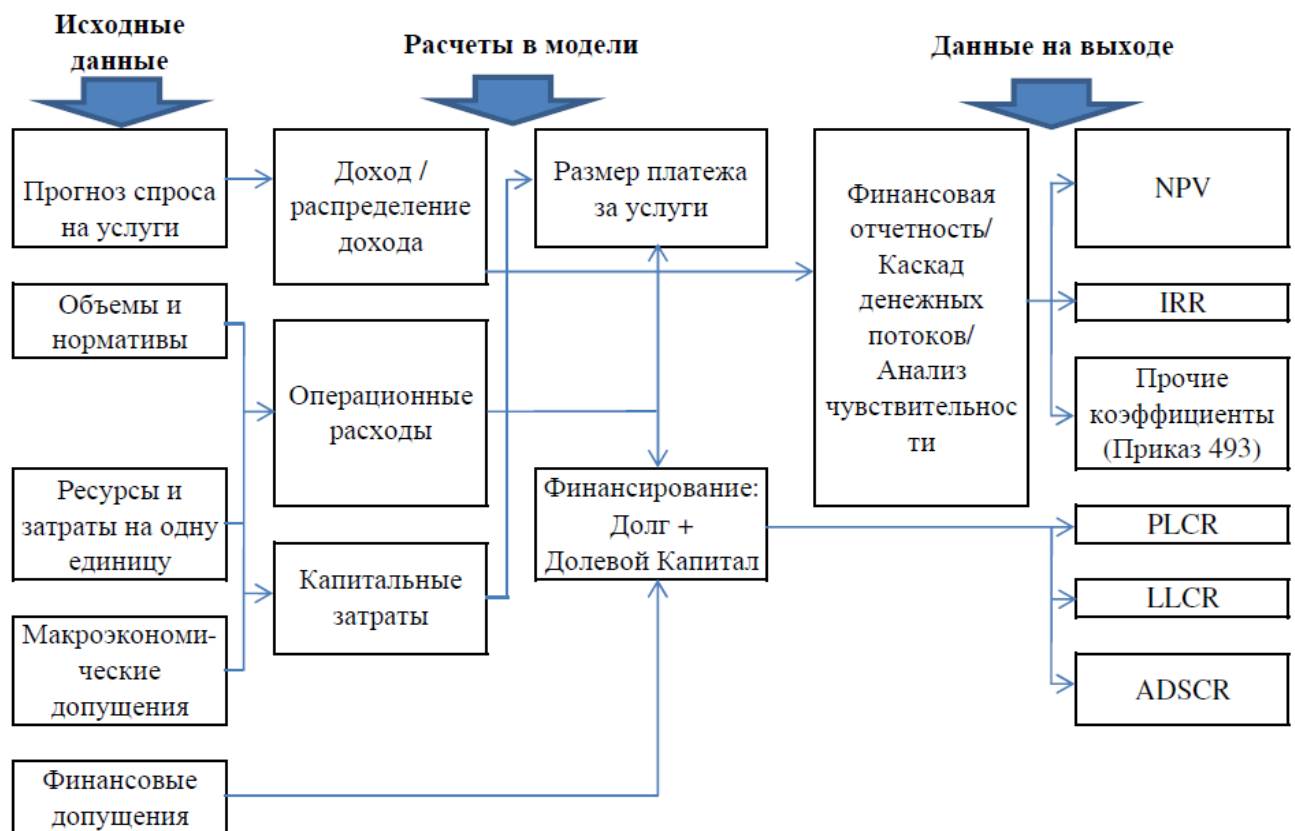 Исходные
данные
Расчеты в модели
Данные на выходе
Прогноз спроса
на услуги
Объемы и
нормативы
Ресурсы и
затраты на одну
единицу
Макроэкономи-
ческие
допущения
Финансовые
допущения
Доход /
распределение
дохода
Операционные
расходы
Капитальные
затраты
Размер платежа
за услуги
Финансирование:
Долг +
Долевой Капитал
Финансовая
отчетность/
Каскад
денежных
потоков/
Анализ
чувствительнос
ти
NPV
IRR
Прочие
коэффициенты
(Приказ 493)
PLCR
LLCR
ADSCR